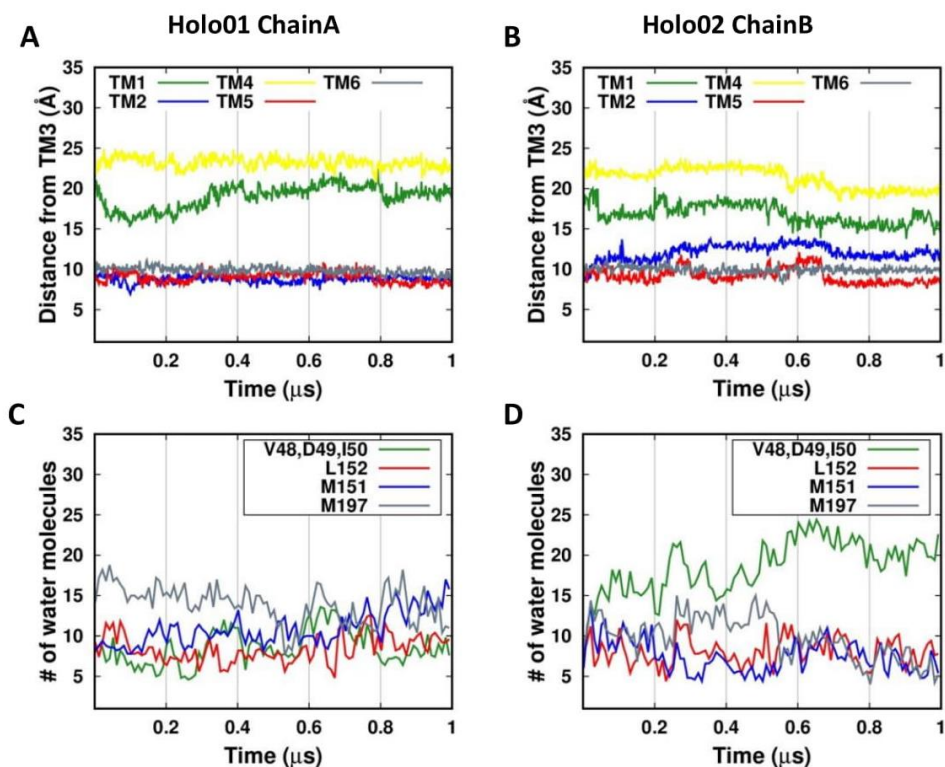 Holo01 ChainA
Holo02 ChainB
A
35
30
25
20
15
10
5
Distance from TM3 (Å)
TM1 TM4 TM6
TM2 TM5
0.2 0.4 0.6 0.8 1
Time (μs)
B
35
30
25
20
15
10
5
Distance from TM3 (Å)
TM1 TM4 TM6
TM2 TM5
0.2 0.4 0.6 0.8 1
Time (μs)
C
35
30
25
20
15
10
5
# of water molecules
V48,D49,I50
L152
M151
M197
0.2 0.4 0.6 0.8 1
Time (μs)
D
35
30
25
20
15
10
5
# of water molecules
V48,D49,I50
L152
M151
M197
0.2 0.4 0.6 0.8 1
Time (μs)